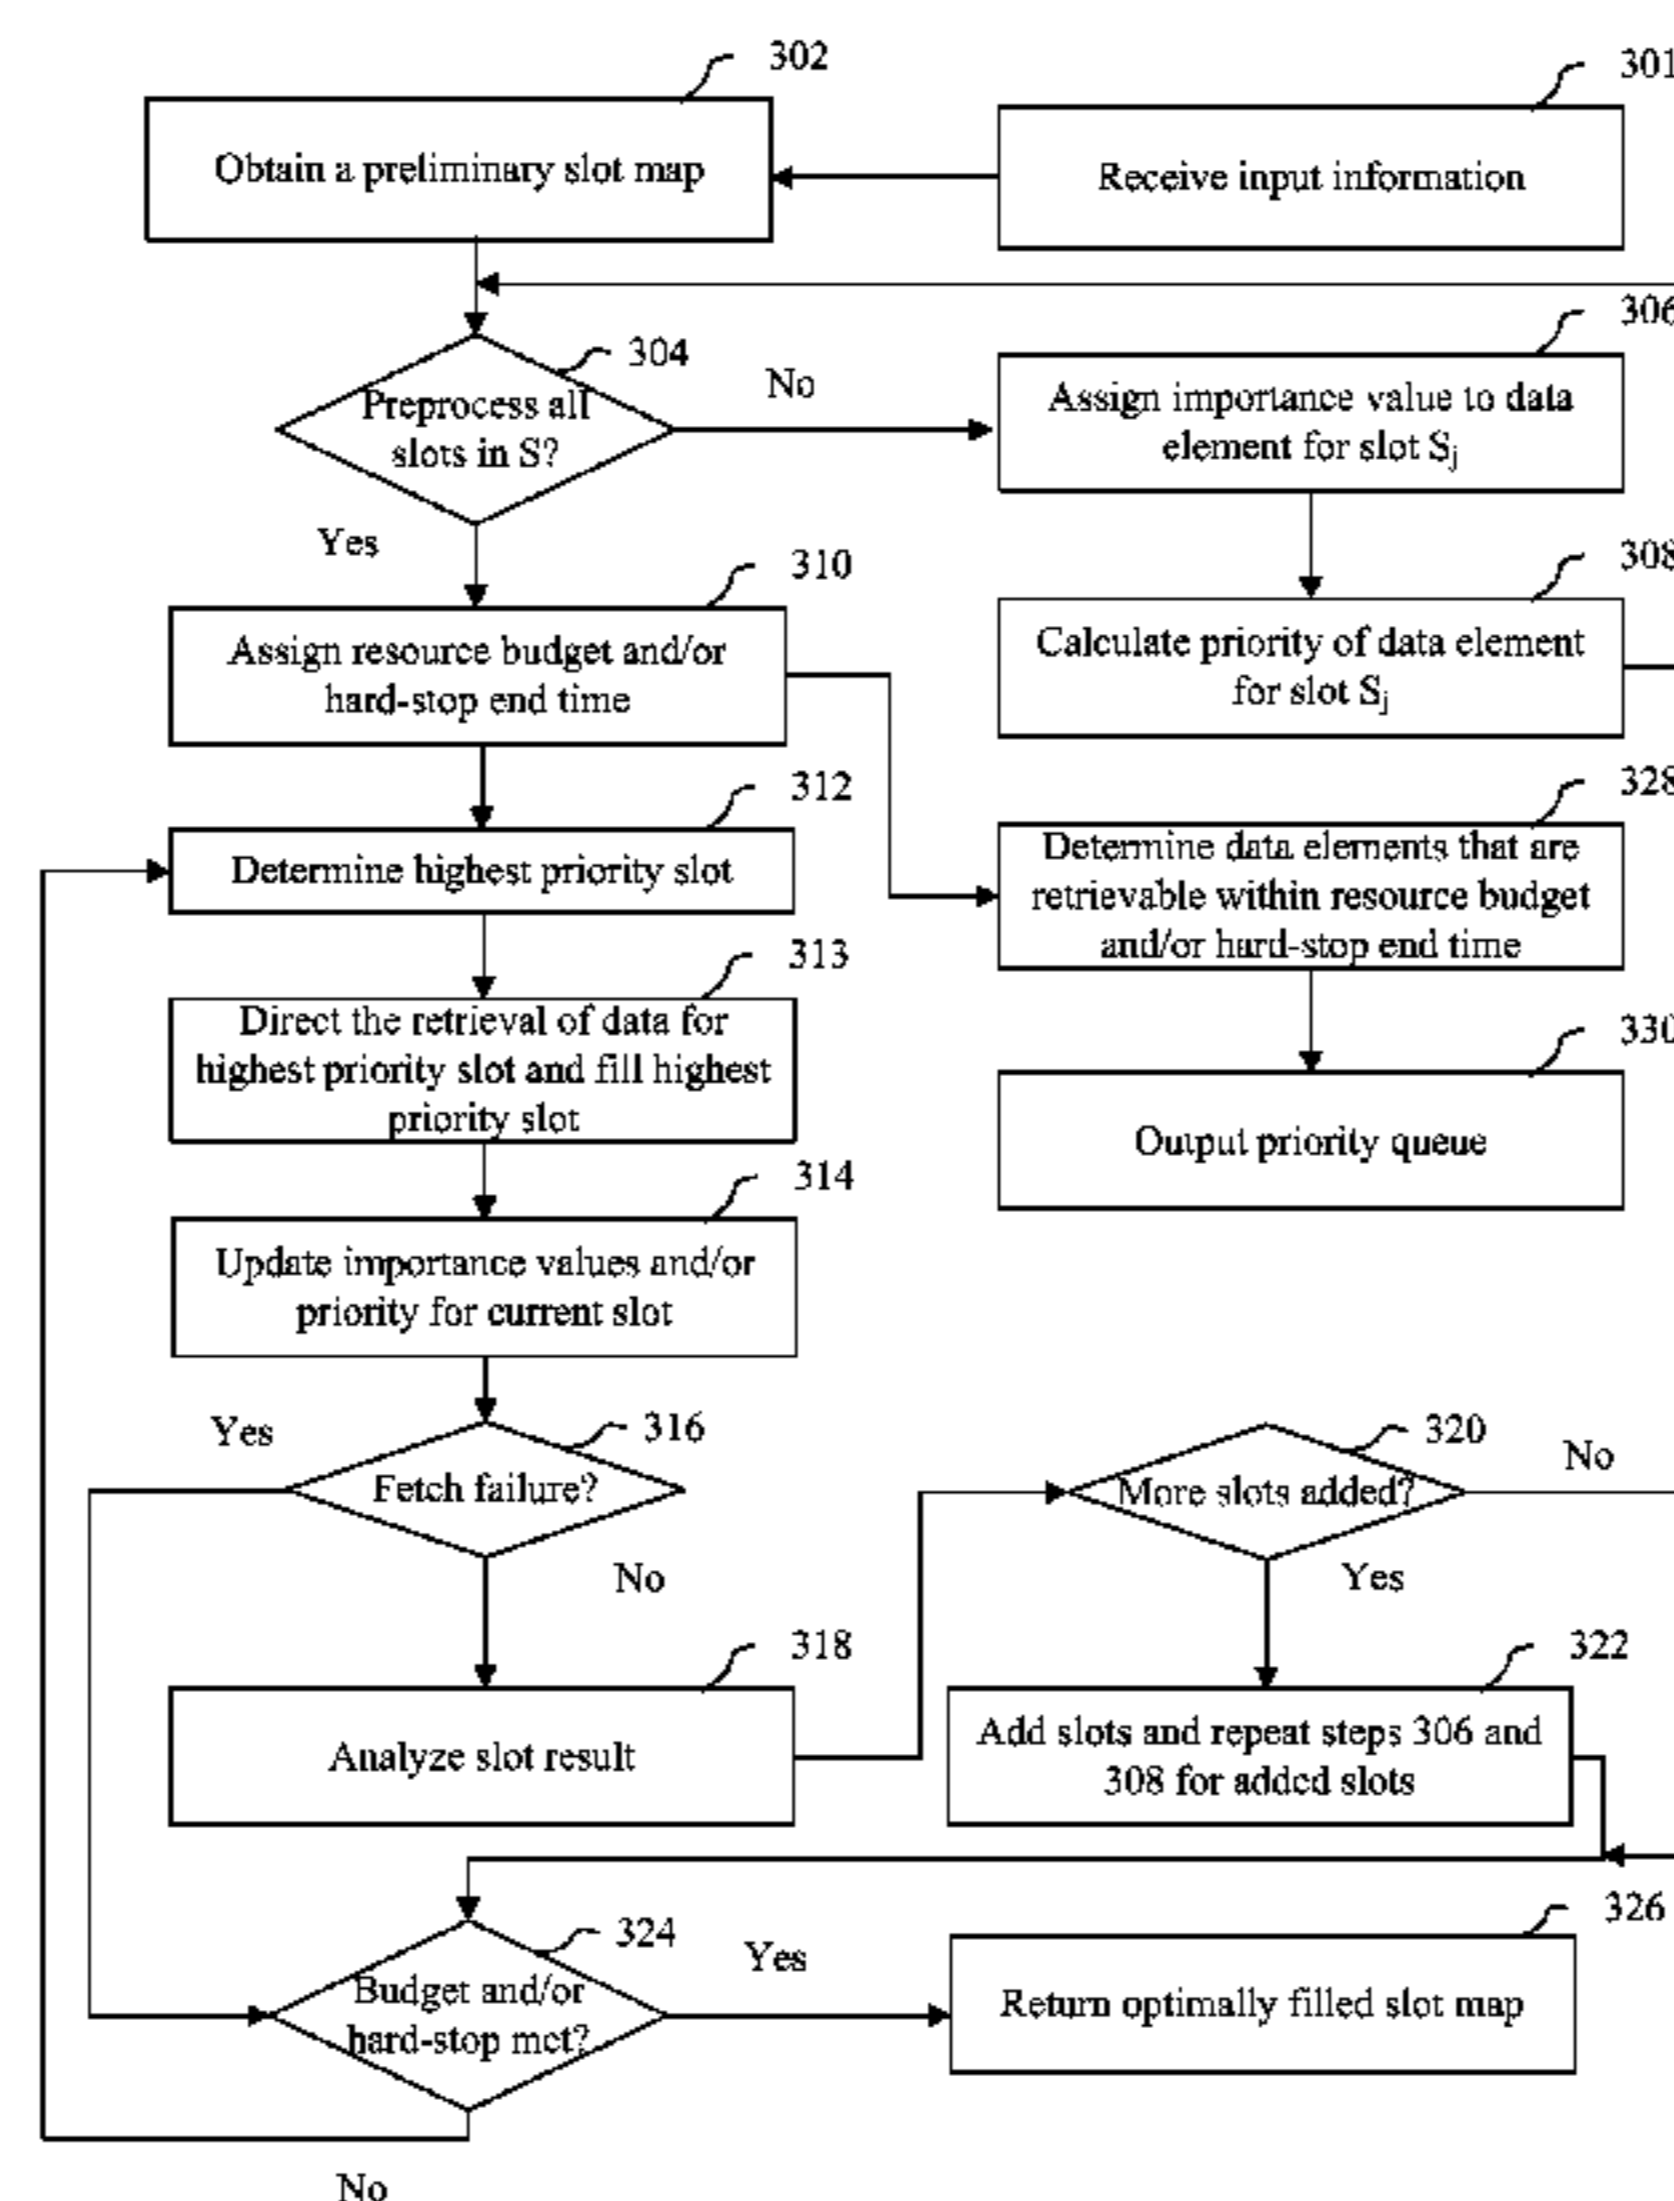 302
301
Obtain a preliminary slot map
Receive input information
304
306
No
Preprocess all
slots in S?
Assign importance value to data
element for slot Sj
Yes
310
308
Assign resource budget and/or
hard-stop end time
Calculate priority of data element
for slot Sj
312
328
Determine highest priority slot
Determine data elements that are
retrievable within resource budget
and/or hard-stop end time
313
330
Direct the retrieval of data for
highest priority slot and fill highest
priority slot
Output priority queue
314
Update importance values and/or
priority for current slot
Yes
316
320
No
Fetch failure?
More slots added?
No
Yes
318
322
Analyze slot result
Add slots and repeat steps 306 and
308 for added slots
324
326
Yes
Budget and/or
hard-stop met?
Return optimally filled slot map
No